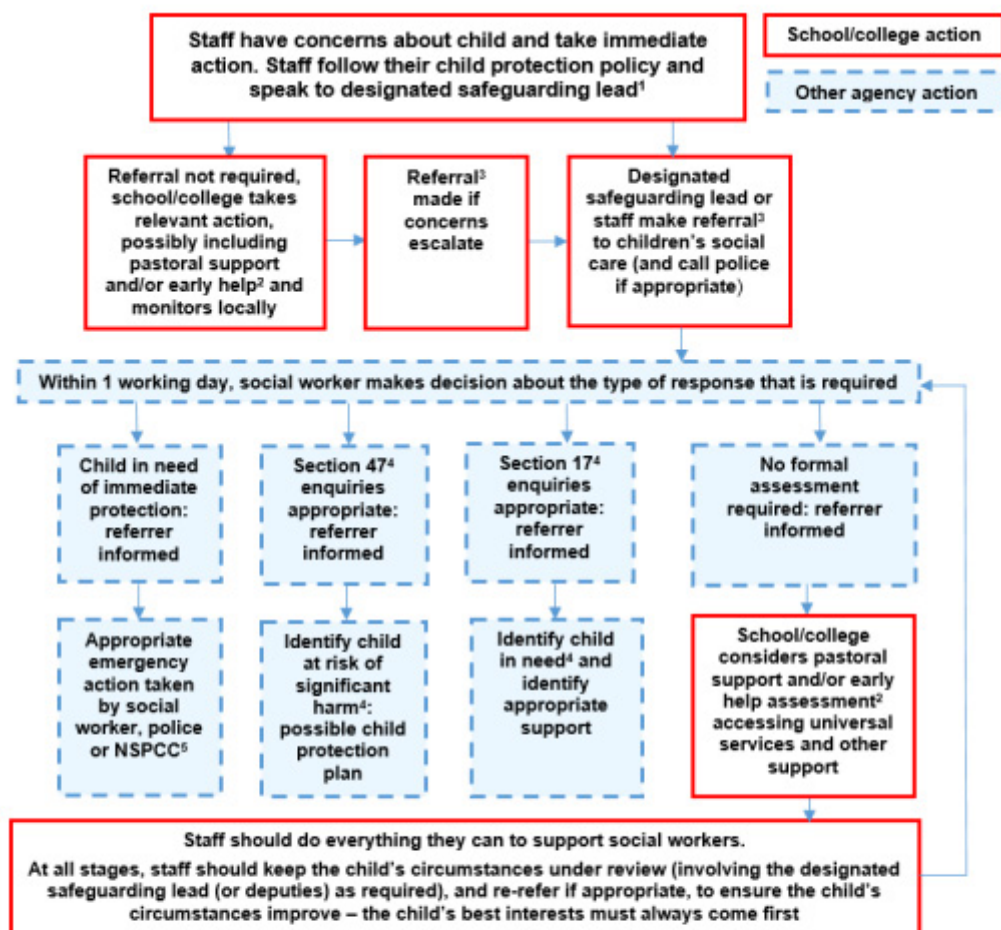 Staff have concerns about child and take immediate
action. Staff follow their child protection policy and
speak to designated safeguarding lead¹
School/college action
Other agency action
Referral not required,
school/college takes
relevant action,
possibly including
pastoral support
and/or early help² and
monitors locally
Referral³
made if
concerns
escalate
Designated
safeguarding lead or
staff make referral³
to children's social
care (and call police
if appropriate)
Within 1 working day, social worker makes decision about the type of response that is required
Child in need
of immediate
protection:
referrer
informed
Section 47⁴
enquiries
appropriate:
referrer
informed
Section 17⁴
enquiries
appropriate:
referrer
informed
No formal
assessment
required: referrer
informed
Appropriate
emergency
action taken
by social
worker, police
or NSPCC⁵
Identify child
at risk of
significant
harm⁴:
possible child
protection
plan
Identify child
in need⁴ and
identify
appropriate
support
School/college
considers pastoral
support and/or early
help assessment²
accessing universal
services and other
support
Staff should do everything they can to support social workers.
At all stages, staff should keep the child's circumstances under review (involving the designated
safeguarding lead (or deputies) as required), and re-refer if appropriate, to ensure the child's
circumstances improve – the child's best interests must always come first